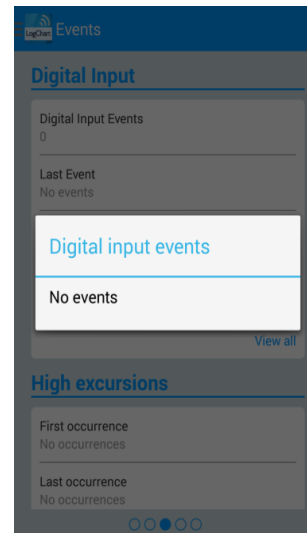 LogChart
Events
Digital Input
Digital Input Events
0
Last Event
No events
Digital input events
No events
View all
High excursions
First occurrence
No occurrences
Last occurrence
No occurrences